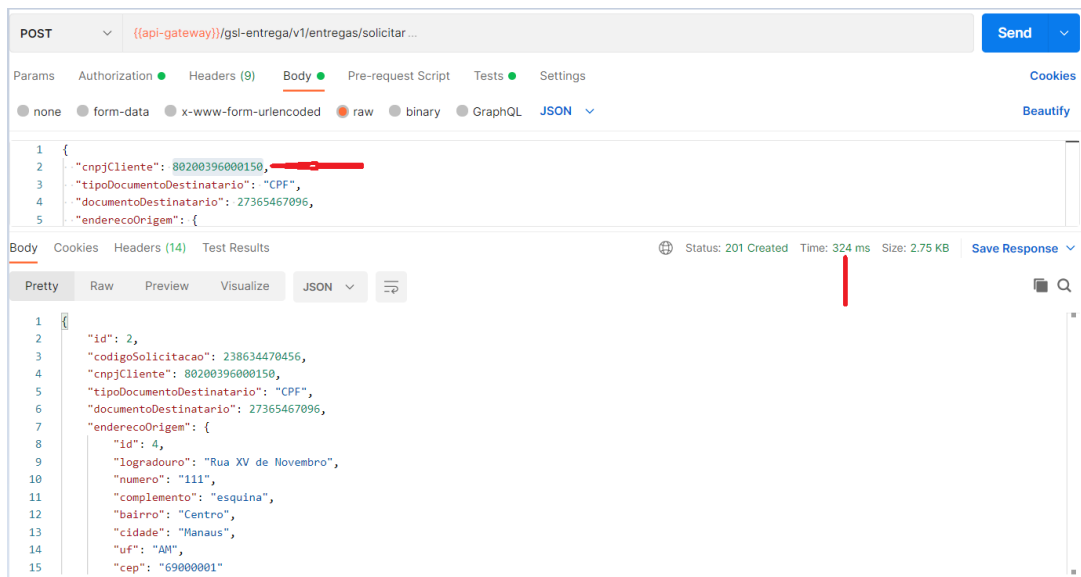 POST {{api-gateway}}/gsl-entrega/v1/entregas/solicitar... Send
Params Authorization Headers (9) Body Pre-request Script Tests Settings Cookies
none form-data x-www-form-urlencoded raw binary GraphQL JSON Beautify
1 {
2 "cnpjCliente": 80200396000150,
3 "tipoDocumentoDestinatario": "CPF",
4 "documentoDestinatario": 27365467096,
5 "enderecoOrigem": {
Body Cookies Headers (14) Test Results Status: 201 Created Time: 324 ms Size: 2.75 KB Save Response
Pretty Raw Preview Visualize JSON
1 {
2 "id": 2,
3 "codigoSolicitacao": 238634470456,
4 "cnpjCliente": 80200396000150,
5 "tipoDocumentoDestinatario": "CPF",
6 "documentoDestinatario": 27365467096,
7 "enderecoOrigem": {
8 "id": 4,
9 "logradouro": "Rua XV de Novembro",
10 "numero": "111",
11 "complemento": "esquina",
12 "bairro": "Centro",
13 "cidade": "Manaus",
14 "uf": "AM",
15 "cep": "69000001"